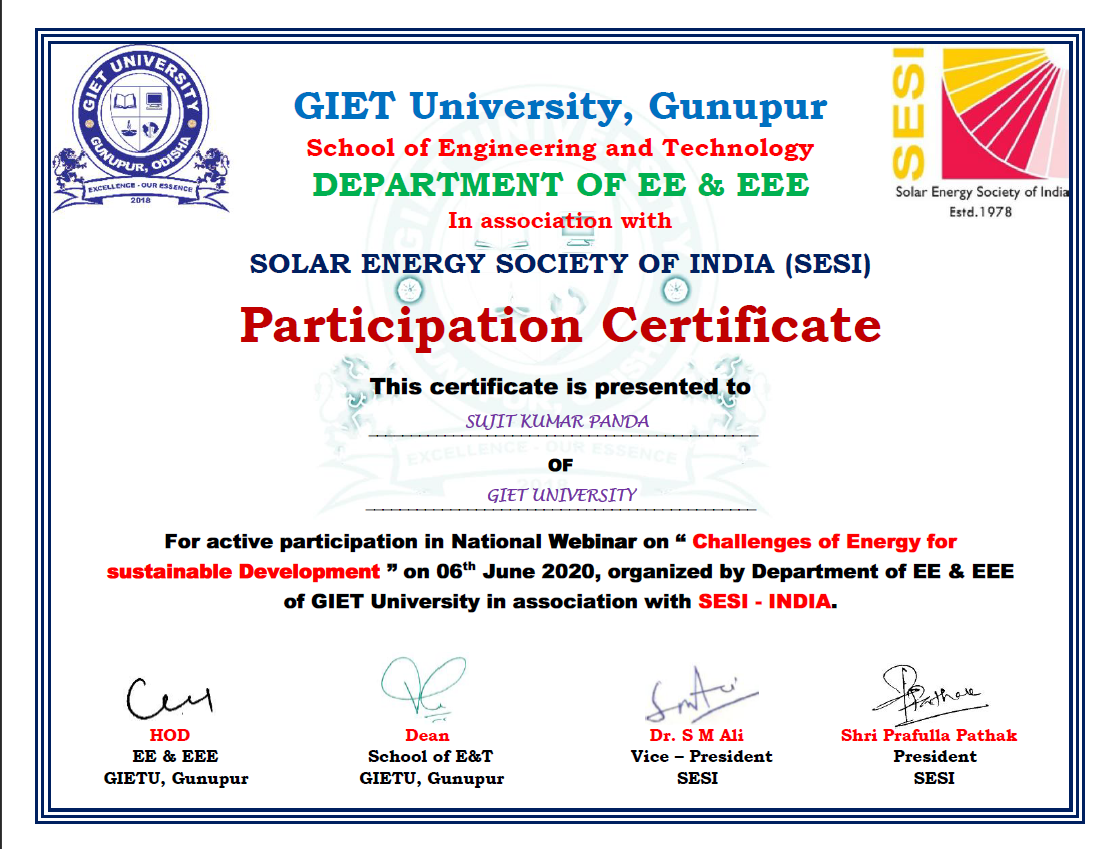 GIET UNIVERSITY
GUNUPUR, ODISHA
EXCELLENCE - OUR ESSENCE
2018
SESI
Solar Energy Society of India
Estd.1978
GIET University, Gunupur
School of Engineering and Technology
DEPARTMENT OF EE & EEE
In association with
SOLAR ENERGY SOCIETY OF INDIA (SESI)
Participation Certificate
This certificate is presented to
SUJIT KUMAR PANDA
EXCELLENCE - OUR ESSENCE
OF
2018
GIET UNIVERSITY
For active participation in National Webinar on “ Challenges of Energy for
sustainable Development ” on 06th June 2020, organized by Department of EE & EEE
of GIET University in association with SESI - INDIA.
HOD
EE & EEE
GIETU, Gunupur
Dean
School of E&T
GIETU, Gunupur
Dr. S M Ali
Vice – President
SESI
Shri Prafulla Pathak
President
SESI